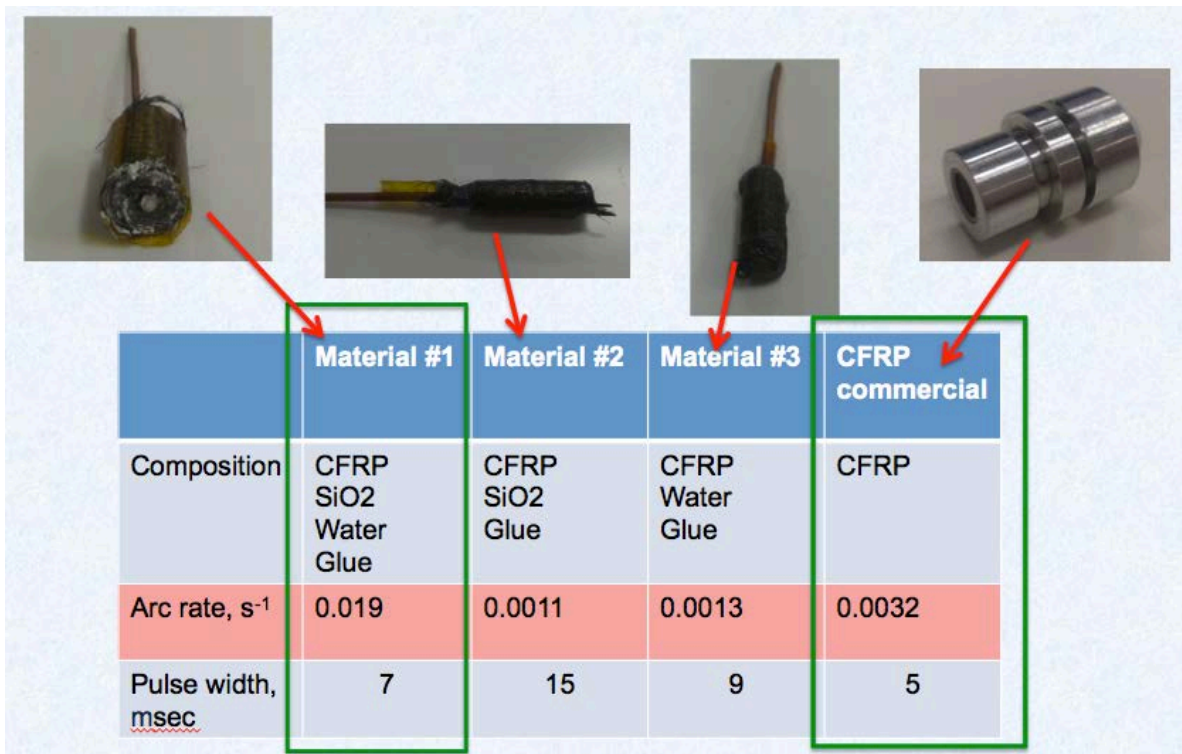 Material #1 Material #2 Material #3 CFRP
commercial
Composition CFRP CFRP CFRP CFRP
SiO2 SiO2 Water
Water Glue Glue
Glue
Arc rate, s-1 0.019 0.0011 0.0013 0.0032
Pulse width, 7 15 9 5
msec